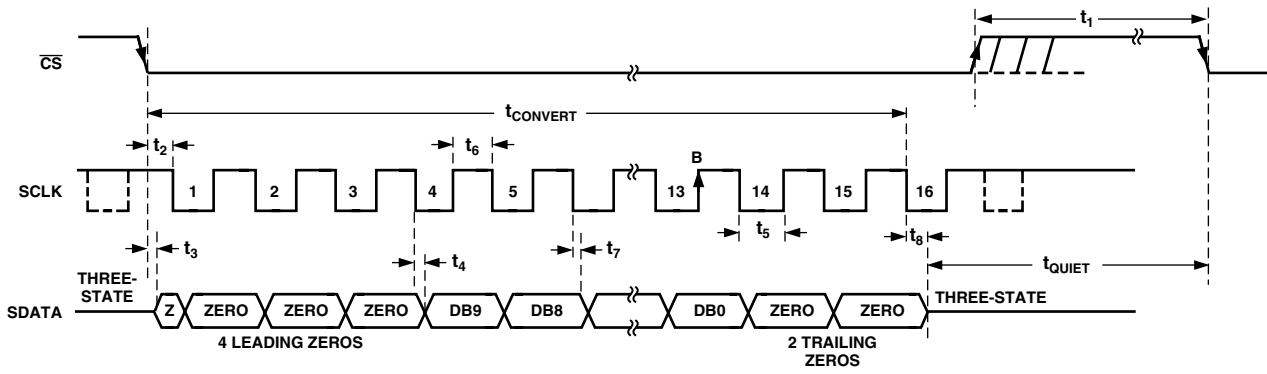 t1
CS
tCONVERT
t2
t6
B
SCLK
1 2 3 4 5 13 14 15 16
t3
t4
t7
t5
t8
tQUIET
THREE-
STATE
THREE-STATE
SDATA
Z ZERO ZERO ZERO DB9 DB8 DB0 ZERO ZERO
4 LEADING ZEROS
2 TRAILING
ZEROS